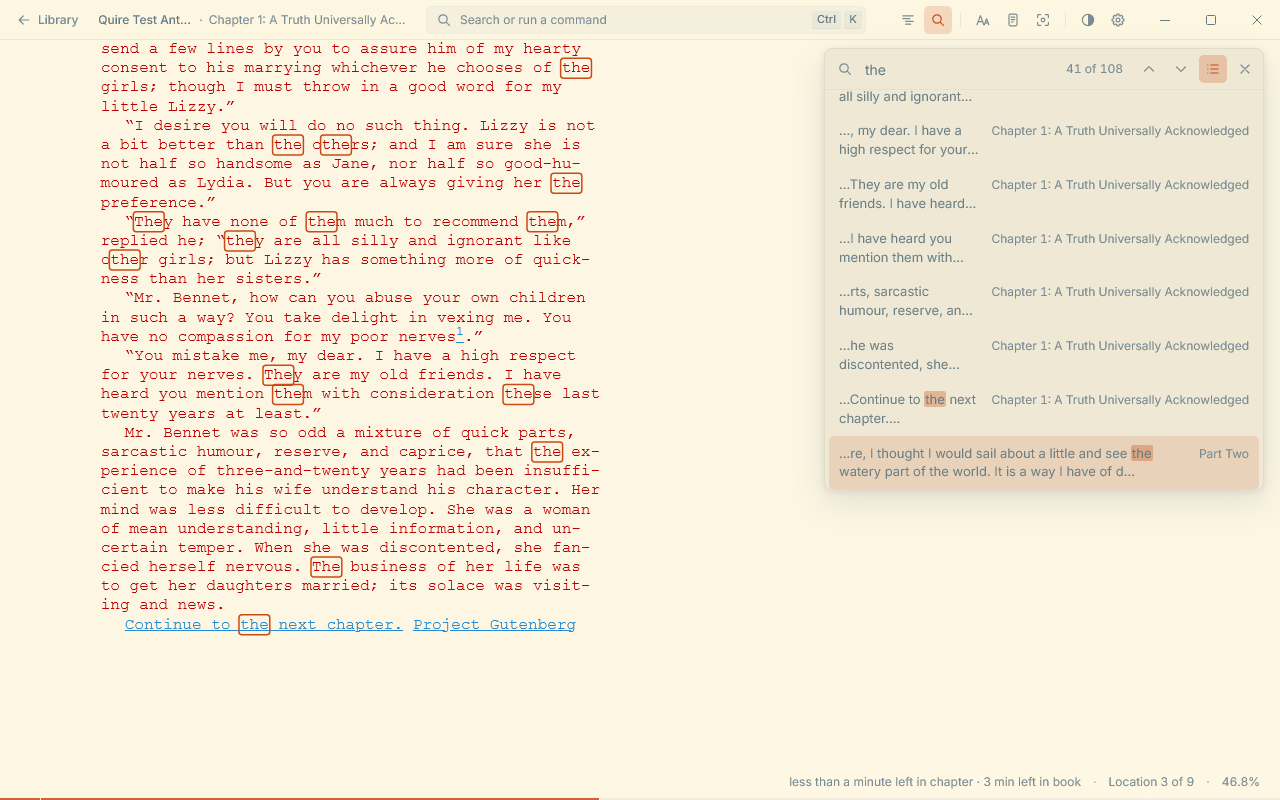 Library
Quire Test Ant... · Chapter 1: A Truth Universally Ac...
Search or run a command
Ctrl K
send a few lines by you to assure him of my hearty
consent to his marrying whichever he chooses of the
girls; though I must throw in a good word for my
little Lizzy.”
“I desire you will do no such thing. Lizzy is not
a bit better than the others; and I am sure she is
not half so handsome as Jane, nor half so good-hu-
moured as Lydia. But you are always giving her the
preference.”
“They have none of them much to recommend them,”
replied he; “they are all silly and ignorant like
other girls; but Lizzy has something more of quick-
ness than her sisters.”
“Mr. Bennet, how can you abuse your own children
in such a way? You take delight in vexing me. You
have no compassion for my poor nerves1.”
“You mistake me, my dear. I have a high respect
for your nerves. They are my old friends. I have
heard you mention them with consideration these last
twenty years at least.”
Mr. Bennet was so odd a mixture of quick parts,
sarcastic humour, reserve, and caprice, that the ex-
perience of three-and-twenty years had been insuffi-
cient to make his wife understand his character. Her
mind was less difficult to develop. She was a woman
of mean understanding, little information, and un-
certain temper. When she was discontented, she fan-
cied herself nervous. The business of her life was
to get her daughters married; its solace was visit-
ing and news.
Continue to the next chapter. Project Gutenberg
the
41 of 108
all silly and ignorant...
..., my dear. I have a Chapter 1: A Truth Universally Acknowledged
high respect for your...
...They are my old Chapter 1: A Truth Universally Acknowledged
friends. I have heard...
...I have heard you Chapter 1: A Truth Universally Acknowledged
mention them with...
...rts, sarcastic Chapter 1: A Truth Universally Acknowledged
humour, reserve, an...
...he was Chapter 1: A Truth Universally Acknowledged
discontented, she...
...Continue to the next Chapter 1: A Truth Universally Acknowledged
chapter....
...re, I thought I would sail about a little and see the Part Two
watery part of the world. It is a way I have of d...
less than a minute left in chapter · 3 min left in book · Location 3 of 9 · 46.8%